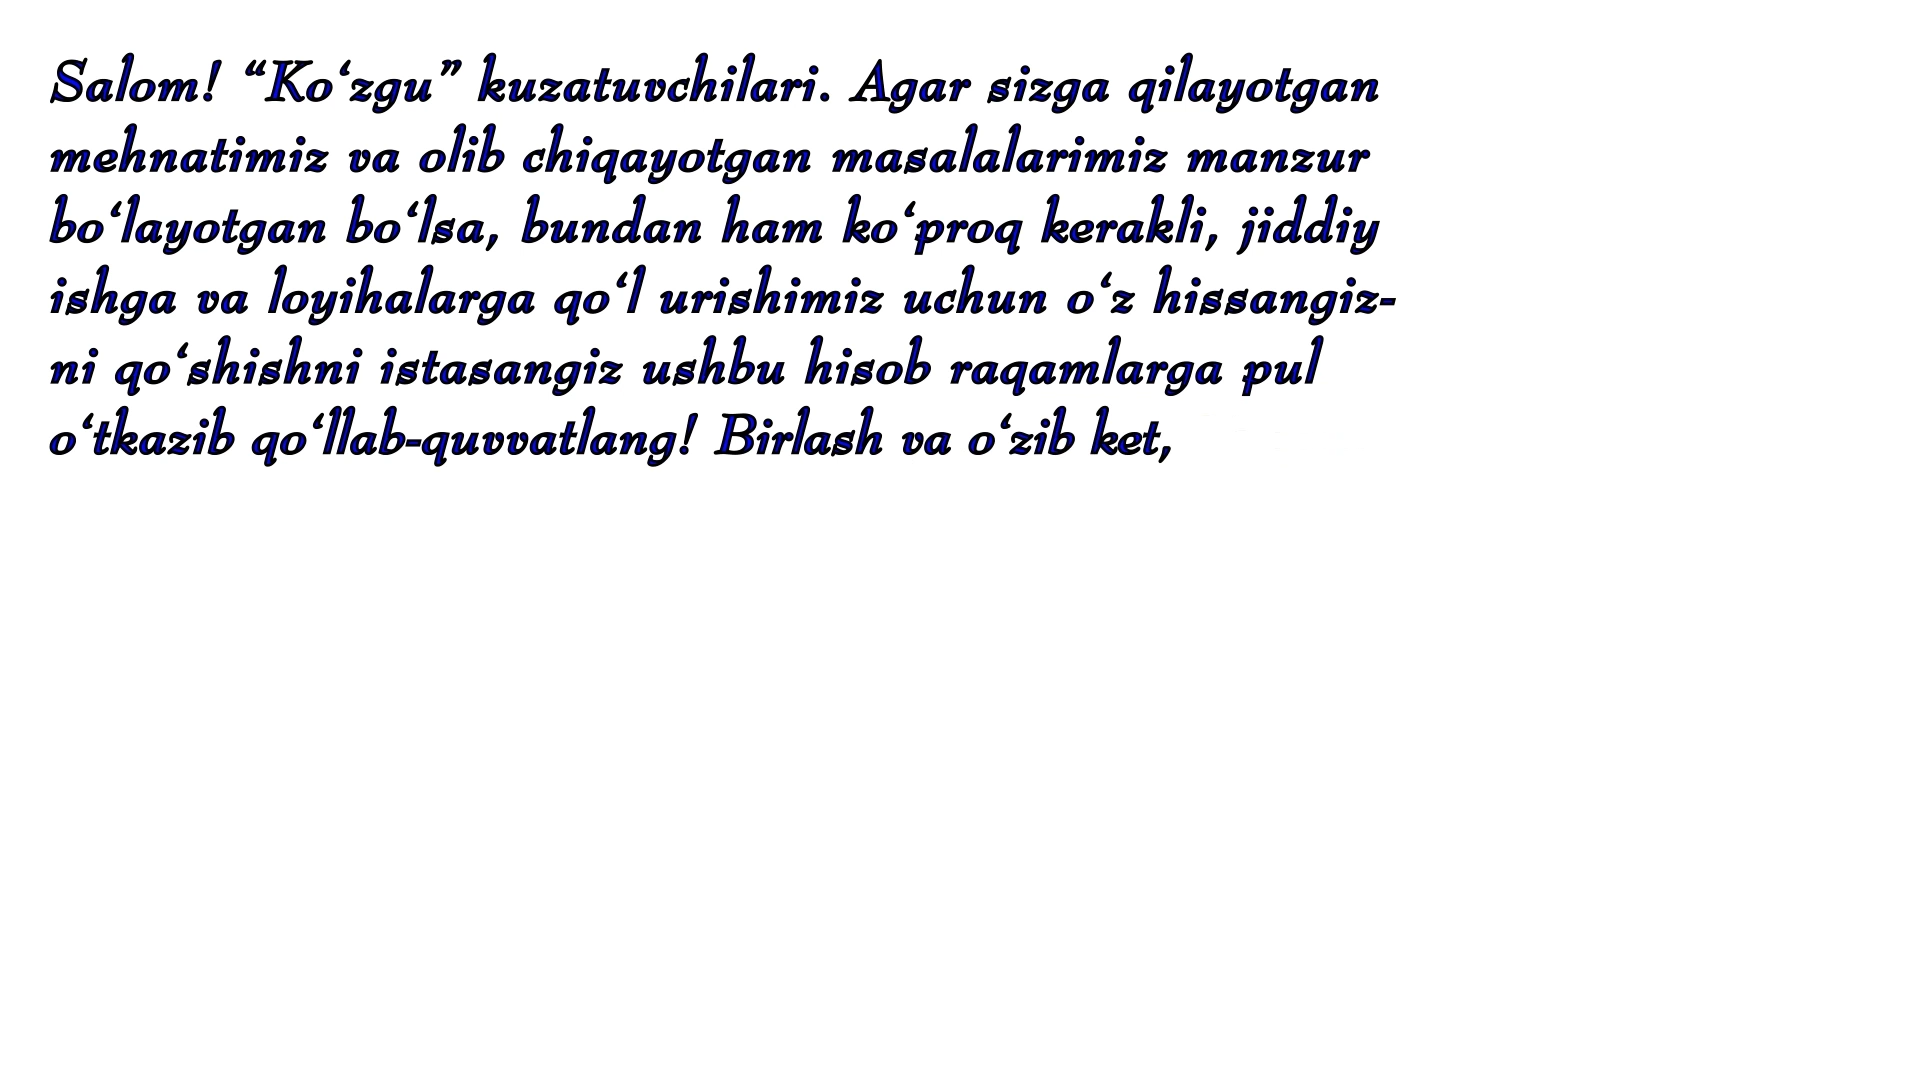 Salom! “Ko‘zgu” kuzatuvchilari. Agar sizga qilayotgan
mehnatimiz va olib chiqayotgan masalalarimiz manzur
bo‘layotgan bo‘lsa, bundan ham ko‘proq kerakli, jiddiy
ishga va loyihalarga qo‘l urishimiz uchun o‘z hissangiz-
ni qo‘shishni istasangiz ushbu hisob raqamlarga pul
o‘tkazib qo‘llab-quvvatlang! Birlash va o‘zib ket,